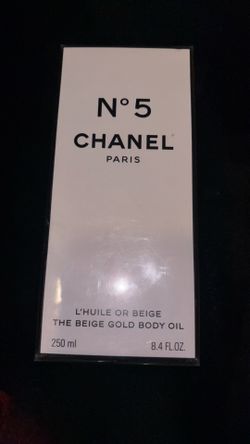 N°5
CHANEL
PARIS
L'HUILE OR BEIGE
THE BEIGE GOLD BODY OIL
250 ml 8.4 FL.OZ.